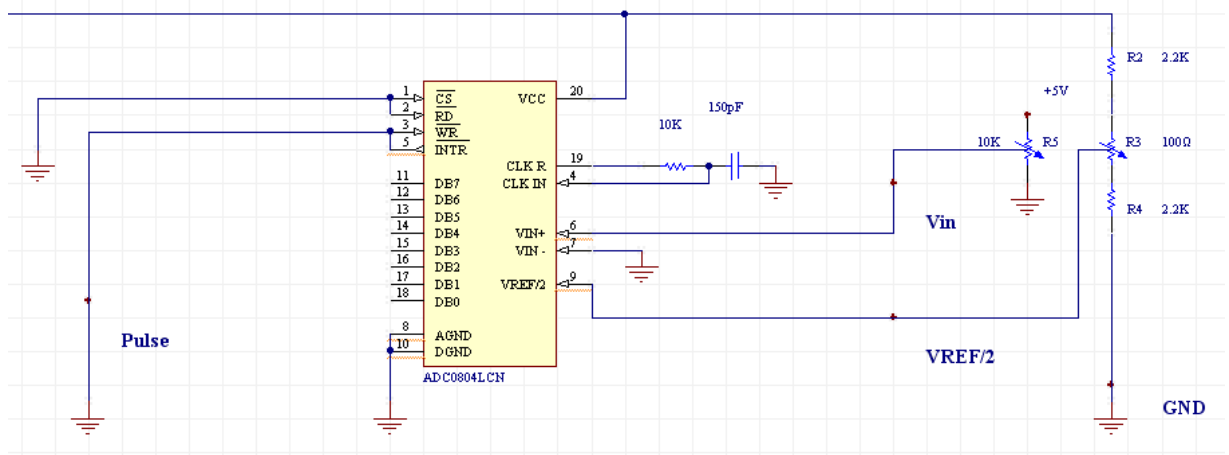 R2 2.2K
+5V
1 CS VCC 20
150pF
2 RD
10K
3 WR
5 INTR
10K R5
R3 100Ω
CLK R 19
11 DB7 CLK IN 4
12 DB6
13 DB5
R4 2.2K
14 DB4 VIN+ 6
Vin
15 DB3 VIN - 7
16 DB2
17 DB1 VREF/2 9
18 DB0
8 AGND
Pulse
10 DGND
VREF/2
ADC0804LCN
GND